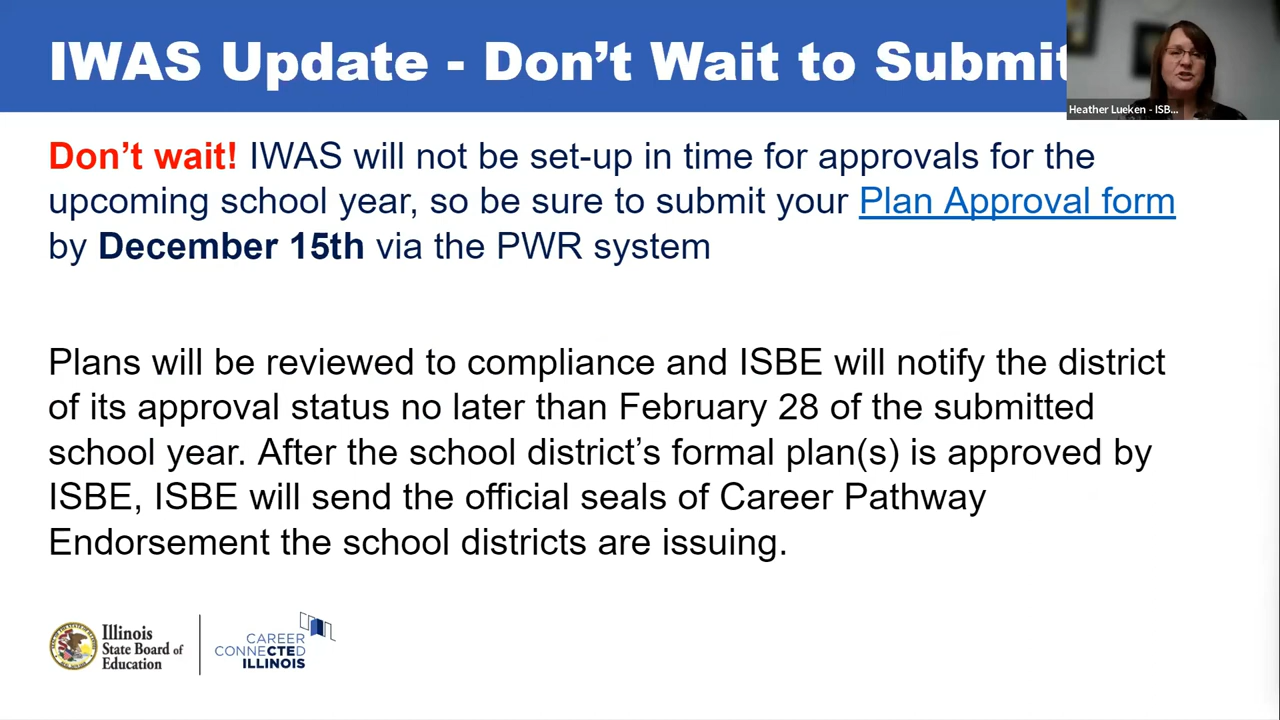 IWAS Update - Don't Wait to Submit
Heather Lueken - ISB...
Don't wait! IWAS will not be set-up in time for approvals for the
upcoming school year, so be sure to submit your Plan Approval form
by December 15th via the PWR system
Plans will be reviewed to compliance and ISBE will notify the district
of its approval status no later than February 28 of the submitted
school year. After the school district's formal plan(s) is approved by
ISBE, ISBE will send the official seals of Career Pathway
Endorsement the school districts are issuing.
Illinois
State Board of
Education
CAREER
CONNECTED
ILLINOIS